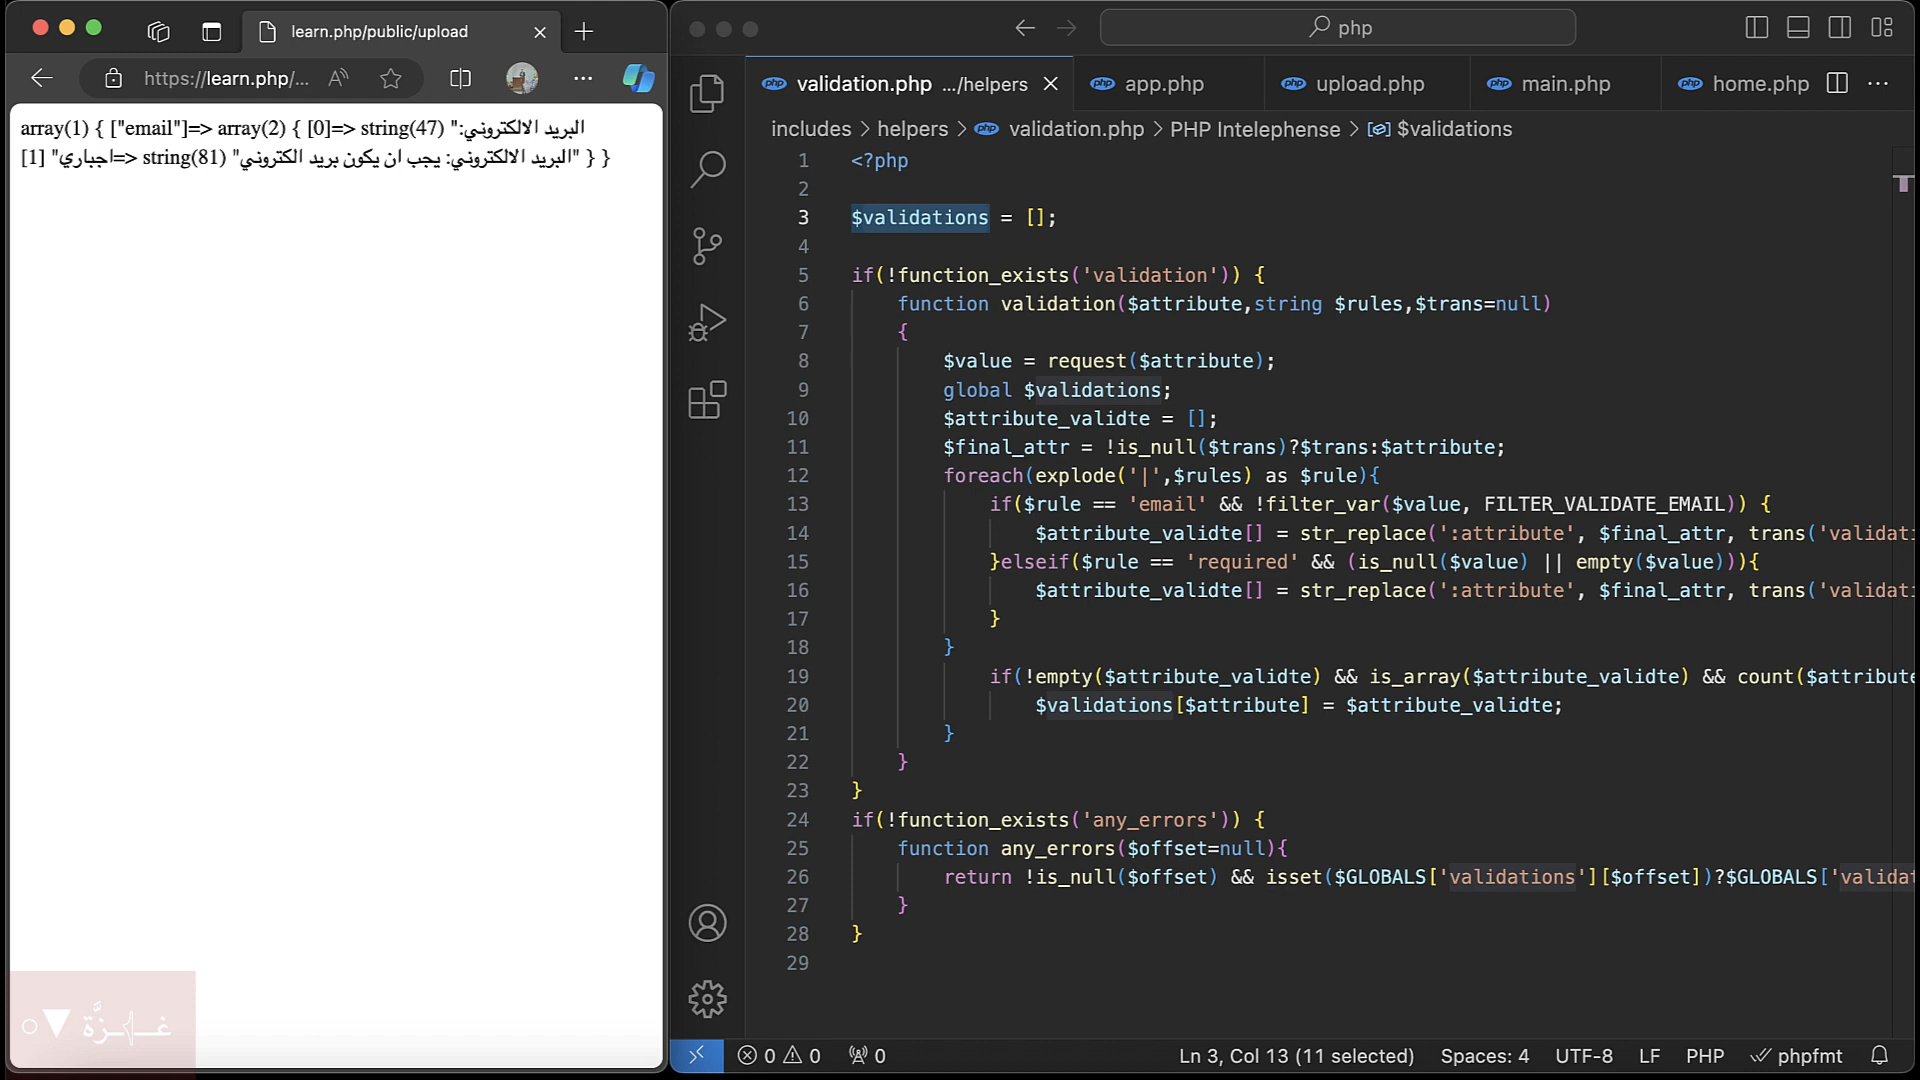 learn.php/public/upload
https://learn.php/...
array(1) { ["email"]=> array(2) { [0]=> string(47) "البريد الالكتروني:
اجباري" [1]=> string(81) "البريد الالكتروني: يجب ان يكون بريد الكتروني" } }
غـزَّة
php
validation.php .../helpers
app.php
upload.php
main.php
home.php
includes > helpers > validation.php > PHP Intelephense > $validations
1 <?php
2
3 $validations = [];
4
5 if(!function_exists('validation')) {
6 function validation($attribute,string $rules,$trans=null)
7 {
8 $value = request($attribute);
9 global $validations;
10 $attribute_validte = [];
11 $final_attr = !is_null($trans)?$trans:$attribute;
12 foreach(explode('|',$rules) as $rule){
13 if($rule == 'email' && !filter_var($value, FILTER_VALIDATE_EMAIL)) {
14 $attribute_validte[] = str_replace(':attribute', $final_attr, trans('validati
15 }elseif($rule == 'required' && (is_null($value) || empty($value))){
16 $attribute_validte[] = str_replace(':attribute', $final_attr, trans('validati
17 }
18 }
19 if(!empty($attribute_validte) && is_array($attribute_validte) && count($attribute
20 $validations[$attribute] = $attribute_validte;
21 }
22 }
23 }
24 if(!function_exists('any_errors')) {
25 function any_errors($offset=null){
26 return !is_null($offset) && isset($GLOBALS['validations'][$offset])?$GLOBALS['validat
27 }
28 }
29
0 0 0 Ln 3, Col 13 (11 selected) Spaces: 4 UTF-8 LF PHP phpfmt